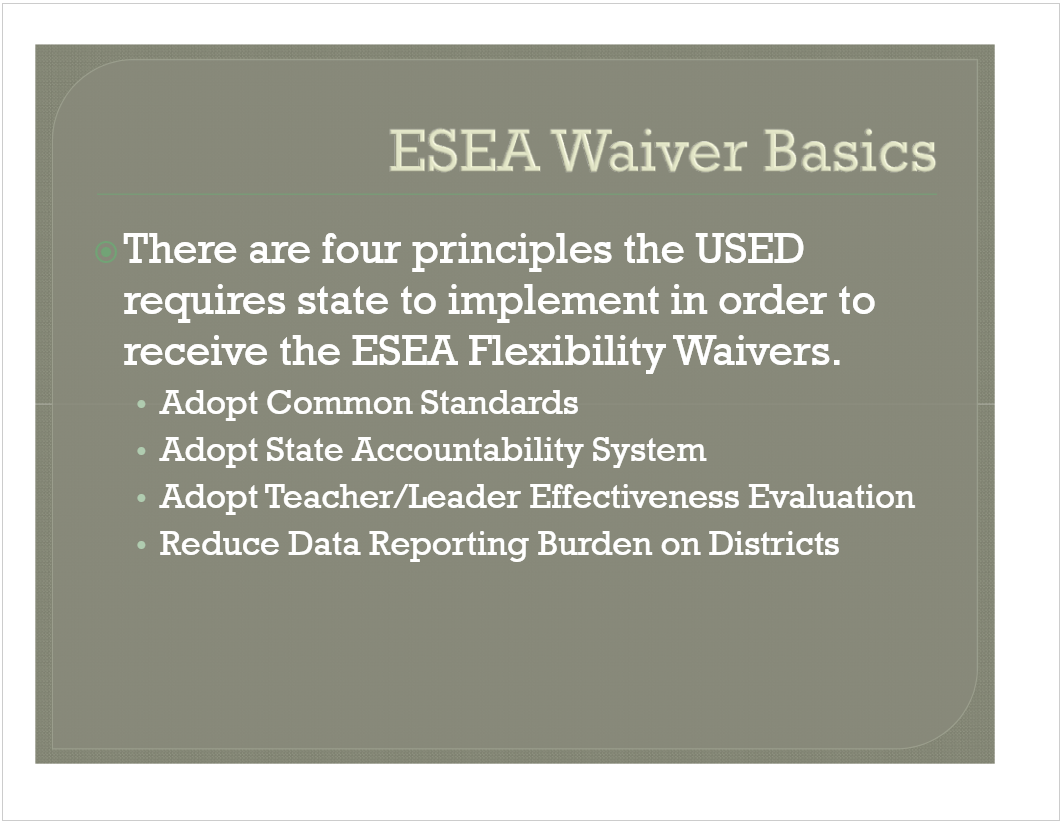 ESEA Waiver Basics
There are four principles the USED
requires state to implement in order to
receive the ESEA Flexibility Waivers.
• Adopt Common Standards
• Adopt State Accountability System
• Adopt Teacher/Leader Effectiveness Evaluation
• Reduce Data Reporting Burden on Districts